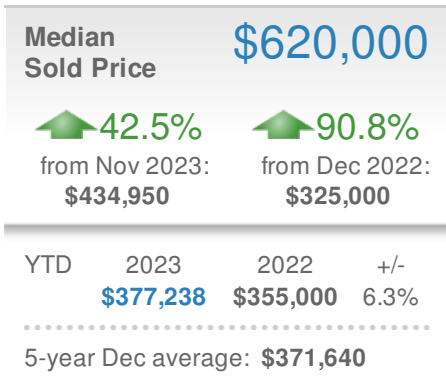 Median
Sold Price
$620,000
42.5%
from Nov 2023:
$434,950
90.8%
from Dec 2022:
$325,000
YTD 2023 2022 +/-
$377,238 $355,000 6.3%
5-year Dec average: $371,640